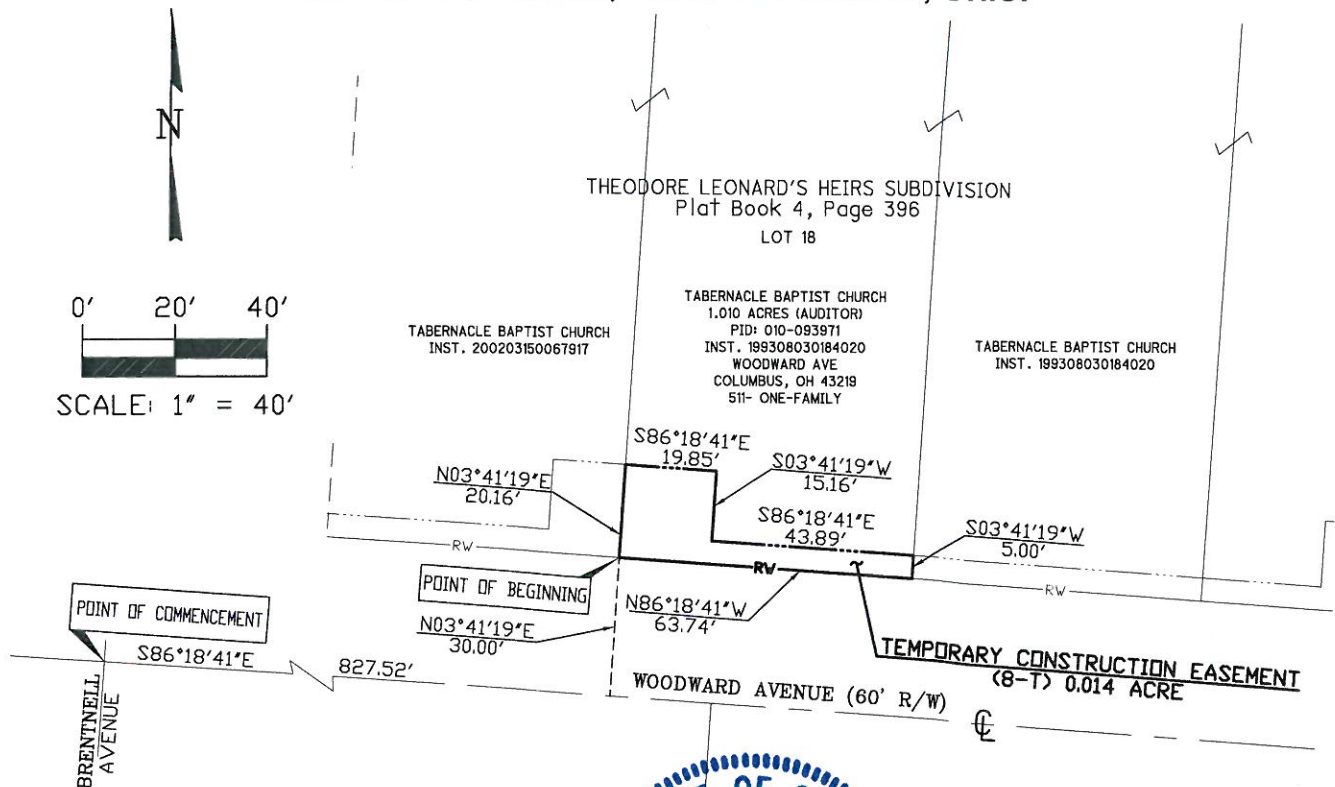 N
0' 20' 40'
SCALE: 1" = 40'
THEODORE LEONARD'S HEIRS SUBDIVISION
Plat Book 4, Page 396
LOT 18
TABERNACLE BAPTIST CHURCH
INST. 200203150067917
TABERNACLE BAPTIST CHURCH
1.010 ACRES (AUDITOR)
PID: 010-093971
INST. 199308030184020
WOODWARD AVE
COLUMBUS, OH 43219
511- ONE-FAMILY
TABERNACLE BAPTIST CHURCH
INST. 199308030184020
S86°18'41"E
19.85'
N03°41'19"E
20.16'
S03°41'19"W
15.16'
S86°18'41"E
43.89'
S03°41'19"W
5.00'
RW
RW
RW
POINT OF BEGINNING
N86°18'41"W
63.74'
N03°41'19"E
30.00'
POINT OF COMMENCEMENT
S86°18'41"E
827.52'
TEMPORARY CONSTRUCTION EASEMENT
(8-T) 0.014 ACRE
WOODWARD AVENUE (60' R/W)
BRENTNELL
AVENUE
OF